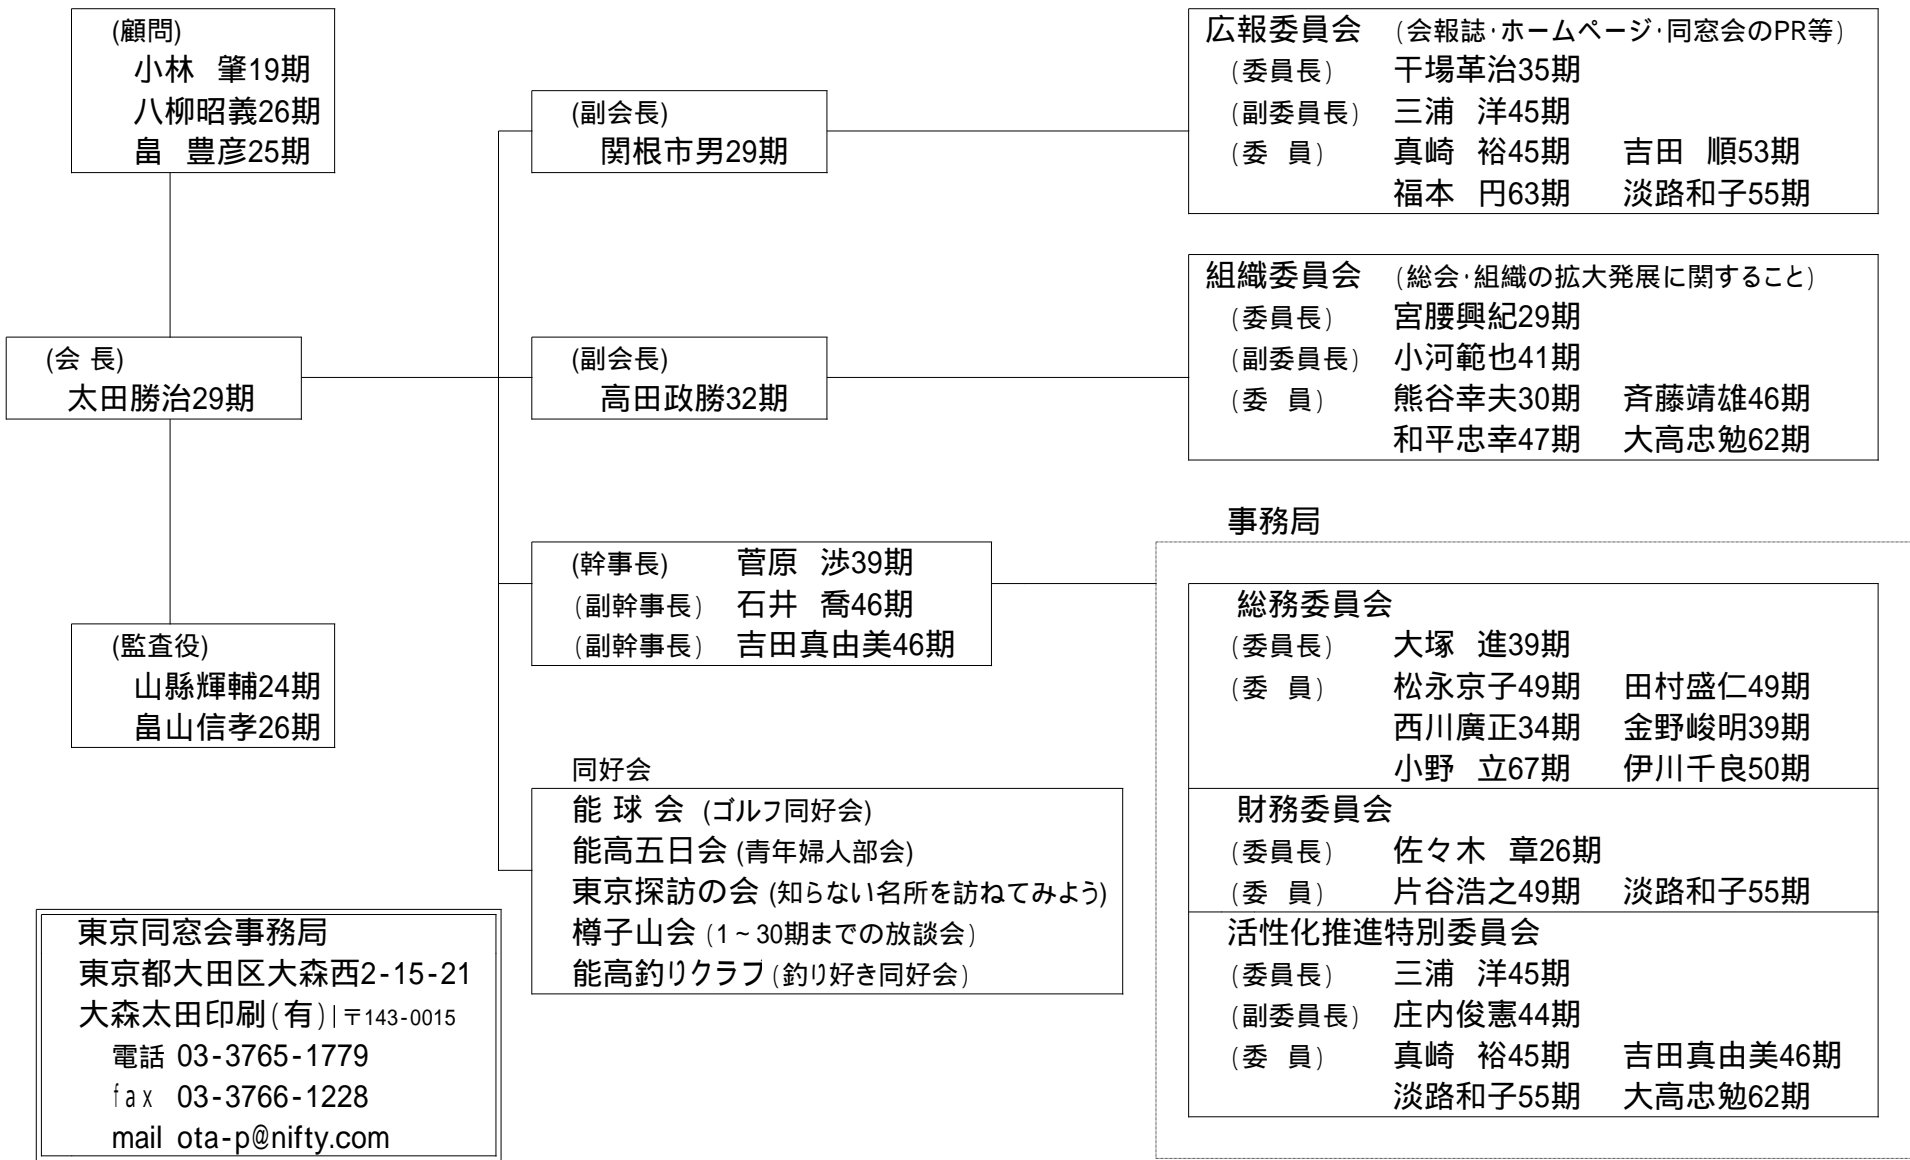 (顧問)
小林 肇19期
八柳昭義26期
畠 豊彦25期
(会 長)
太田勝治29期
(監査役)
山縣輝輔24期
畠山信孝26期
(副会長)
関根市男29期
(副会長)
高田政勝32期
(幹事長) 菅原 渉39期
(副幹事長) 石井 喬46期
(副幹事長) 吉田真由美46期
同好会
能 球 会 (ゴルフ同好会)
能高五日会 (青年婦人部会)
東京探訪の会 (知らない名所を訪ねてみよう)
樽子山会 (1~30期までの放談会)
能高釣りクラブ (釣り好き同好会)
広報委員会 (会報誌・ホームページ・同窓会のPR等)
(委員長) 干場革治35期
(副委員長) 三浦 洋45期
(委 員) 真崎 裕45期 吉田 順53期
福本 円63期 淡路和子55期
組織委員会 (総会・組織の拡大発展に関すること)
(委員長) 宮腰興紀29期
(副委員長) 小河範也41期
(委 員) 熊谷幸夫30期 斉藤靖雄46期
和平忠幸47期 大高忠勉62期
事務局
総務委員会
(委員長) 大塚 進39期
(委 員) 松永京子49期 田村盛仁49期
西川廣正34期 金野峻明39期
小野 立67期 伊川千良50期
財務委員会
(委員長) 佐々木 章26期
(委 員) 片谷浩之49期 淡路和子55期
活性化推進特別委員会
(委員長) 三浦 洋45期
(副委員長) 庄内俊憲44期
(委 員) 真崎 裕45期 吉田真由美46期
淡路和子55期 大高忠勉62期
東京同窓会事務局
東京都大田区大森西2-15-21
大森太田印刷(有)|〒143-0015
電話 03-3765-1779
fax 03-3766-1228
mail ota-p@nifty.com